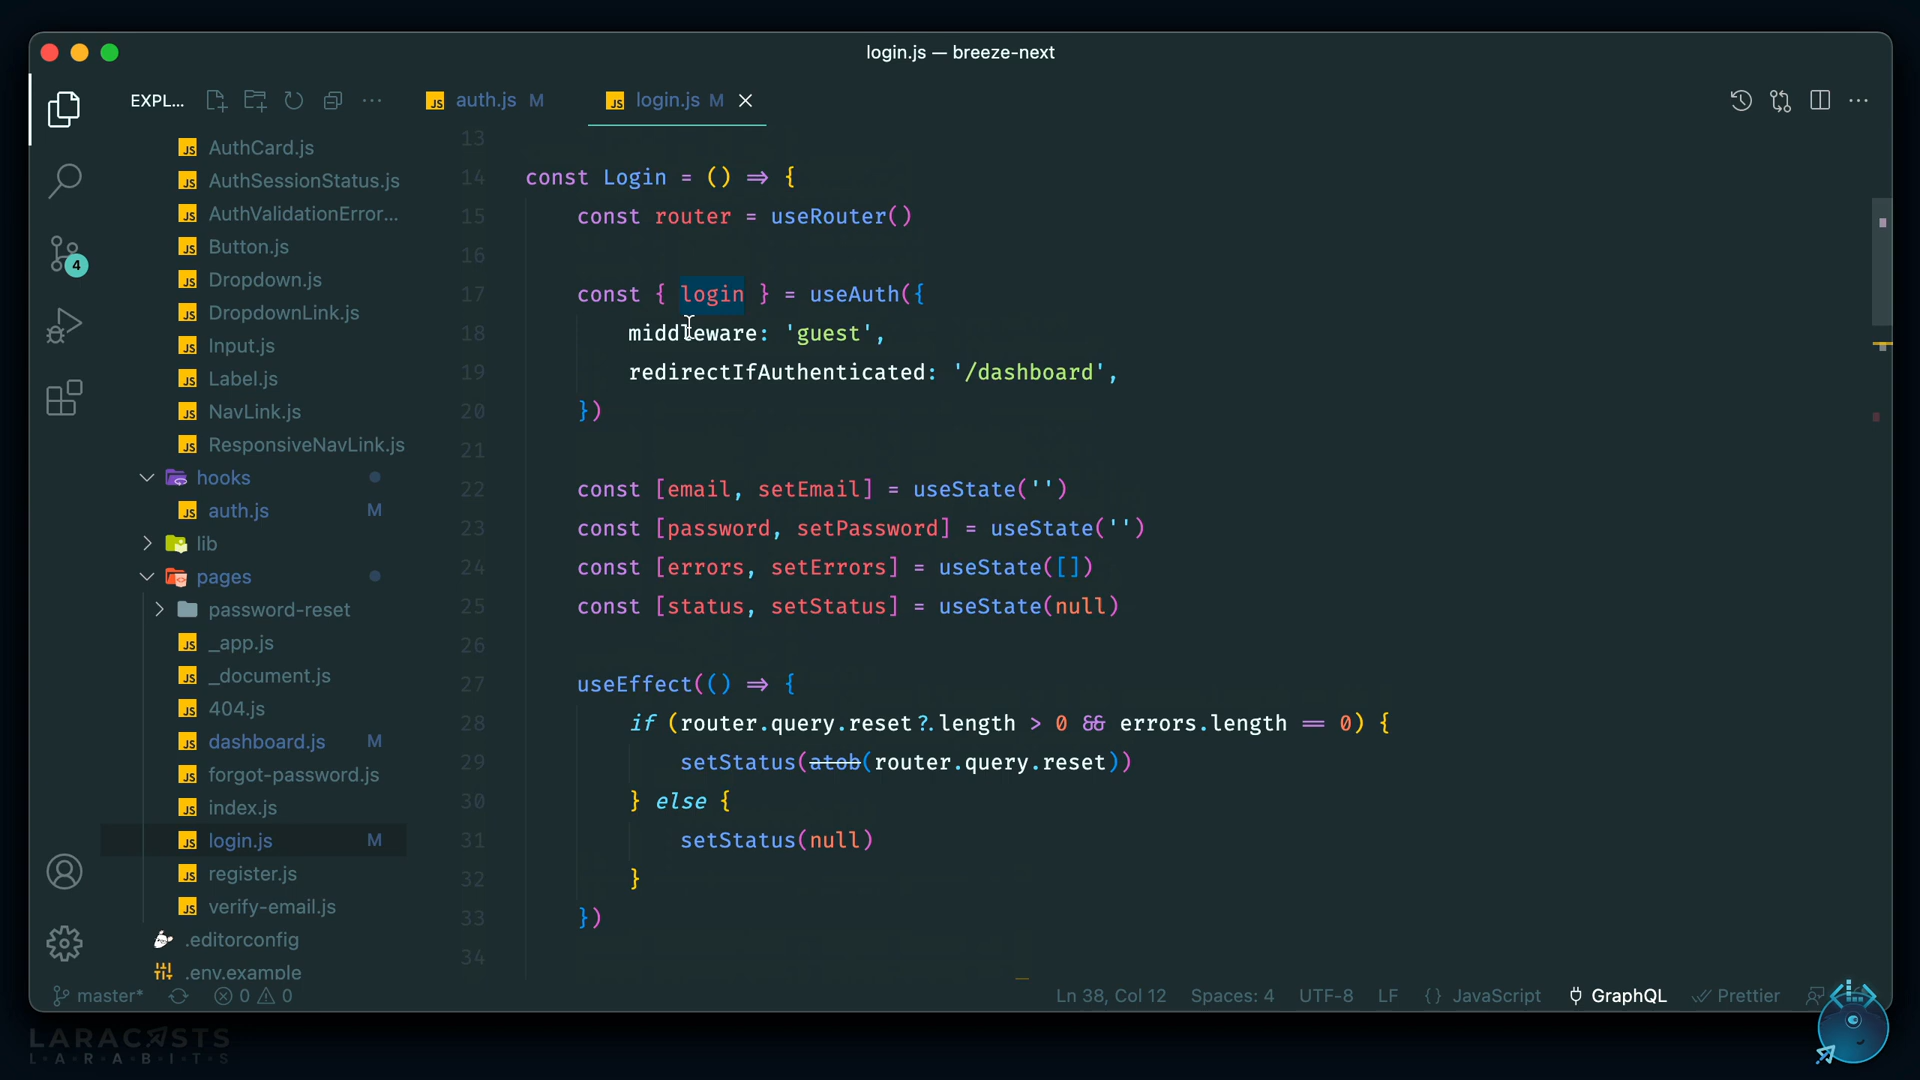 login.js — breeze-next
EXPL...
auth.js M
login.js M
AuthCard.js
AuthSessionStatus.js
AuthValidationError...
Button.js
Dropdown.js
DropdownLink.js
Input.js
Label.js
NavLink.js
ResponsiveNavLink.js
hooks
auth.js M
lib
pages
password-reset
_app.js
_document.js
404.js
dashboard.js M
forgot-password.js
index.js
login.js M
register.js
verify-email.js
.editorconfig
.env.example
4
13
14 const Login = () => {
15 const router = useRouter()
16
17 const { login } = useAuth({
18 middleware: 'guest',
19 redirectIfAuthenticated: '/dashboard',
20 })
21
22 const [email, setEmail] = useState('')
23 const [password, setPassword] = useState('')
24 const [errors, setErrors] = useState([])
25 const [status, setStatus] = useState(null)
26
27 useEffect(() => {
28 if (router.query.reset?.length > 0 && errors.length == 0) {
29 setStatus(atob(router.query.reset))
30 } else {
31 setStatus(null)
32 }
33 })
34
master* 0 0 Ln 38, Col 12 Spaces: 4 UTF-8 LF {} JavaScript GraphQL Prettier
LARACASTS
L·A·R·A·B·I·T·S